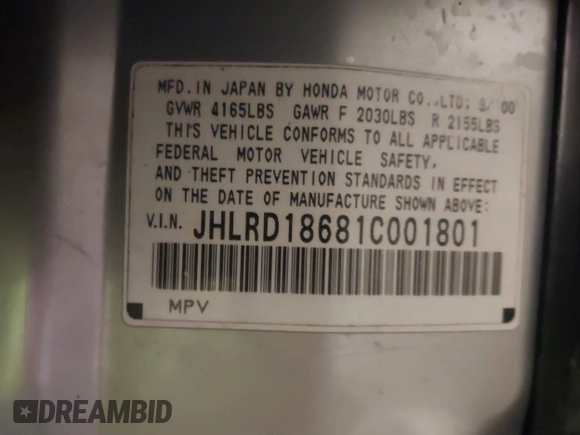 MFD. IN JAPAN BY HONDA MOTOR CO.,LTD; 9/00
GVWR 4165LBS GAWR F 2030LBS R 2155LBS
THIS VEHICLE CONFORMS TO ALL APPLICABLE
FEDERAL MOTOR VEHICLE SAFETY,
AND THEFT PREVENTION STANDARDS IN EFFECT
ON THE DATE OF MANUFACTURE SHOWN ABOVE:
V.I.N. JHLRD18681C001801
MPV
DREAMBID